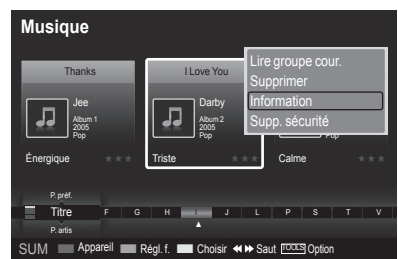 Musique
Lire groupe cour.
Supprimer
Information
Supp. sécurité
Thanks
I Love You
Jee
Album 1
2005
Pop
Darby
Album 2
2005
Pop
Pop
Énergique ★★★
Triste ★★★
Calme ★★★
P. préf.
Titre F G H I J L P S T V
P. artis
SUM Appareil Régl. f. Choisir ◄◄ ►► Saut TOOLS Option